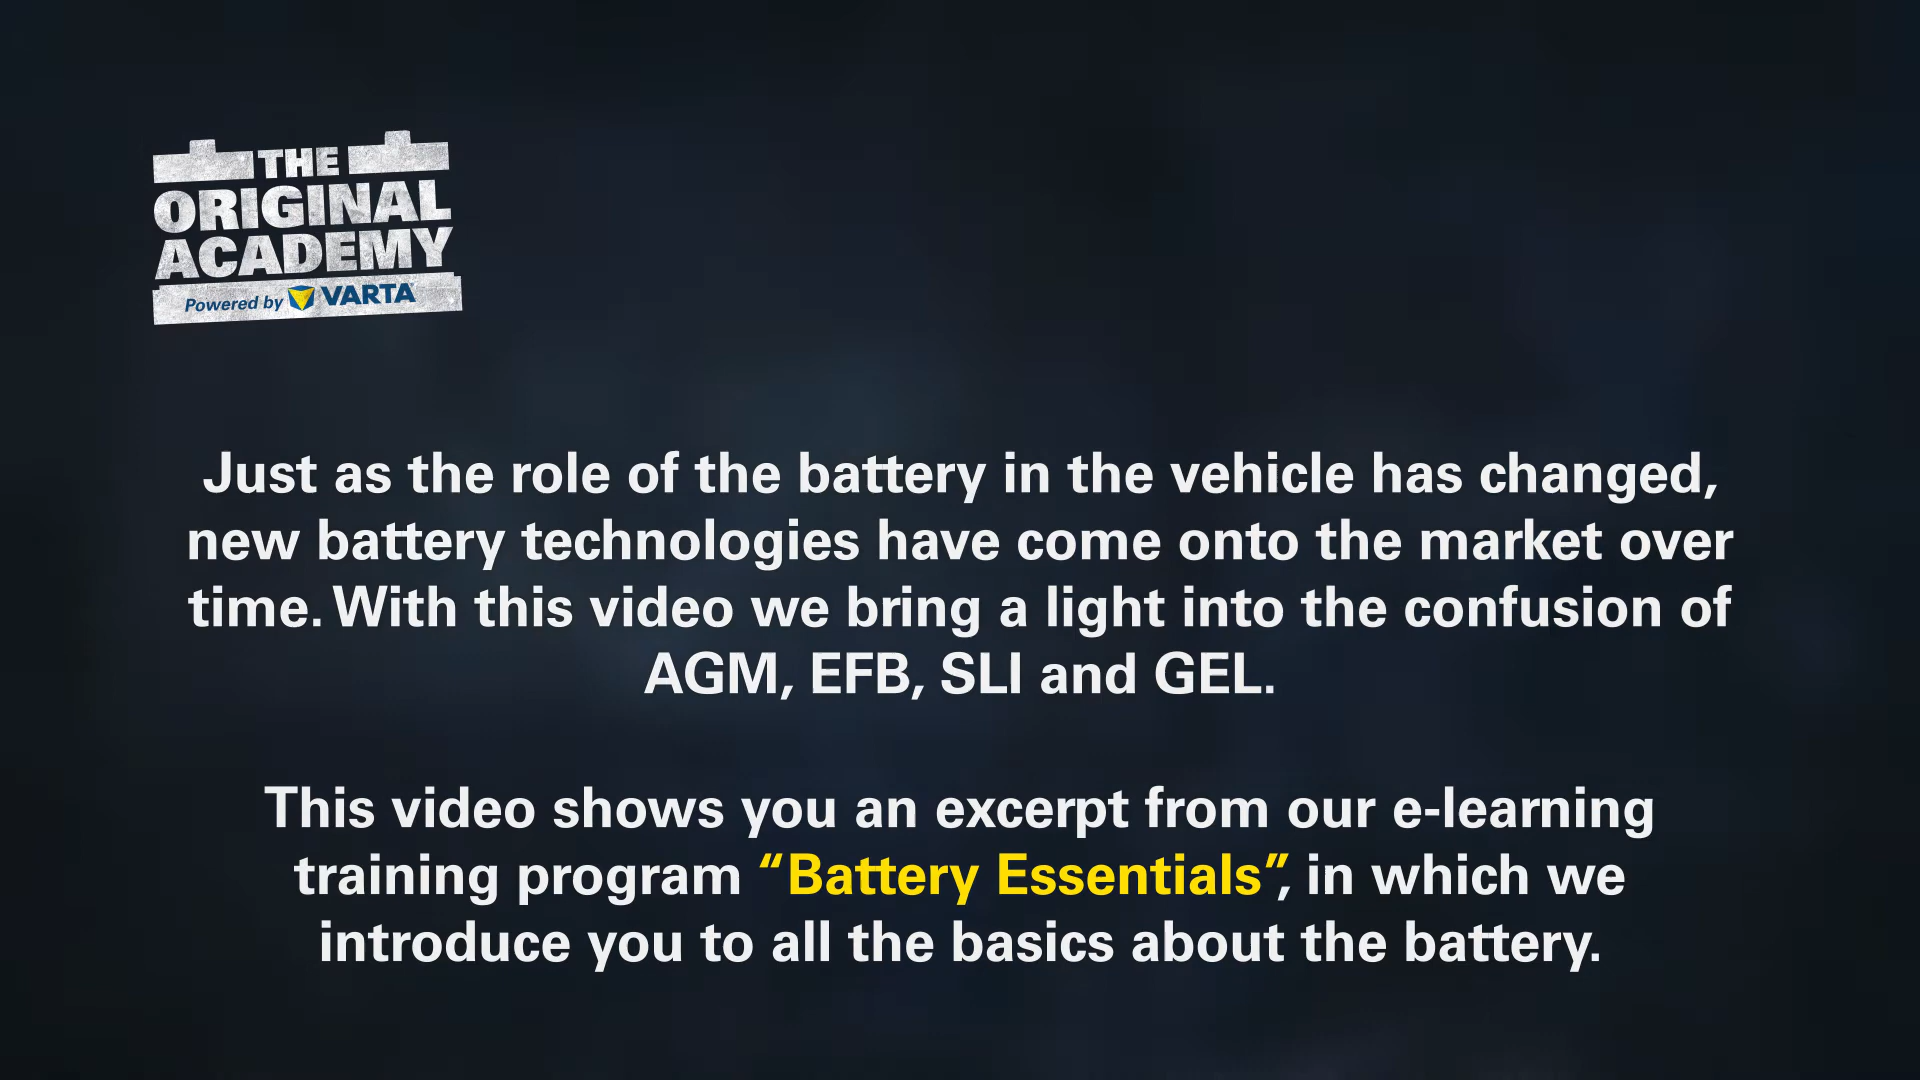 THE
ORIGINAL
ACADEMY
Powered by VARTA
Just as the role of the battery in the vehicle has changed,
new battery technologies have come onto the market over
time. With this video we bring a light into the confusion of
AGM, EFB, SLI and GEL.
This video shows you an excerpt from our e-learning
training program “Battery Essentials”, in which we
introduce you to all the basics about the battery.